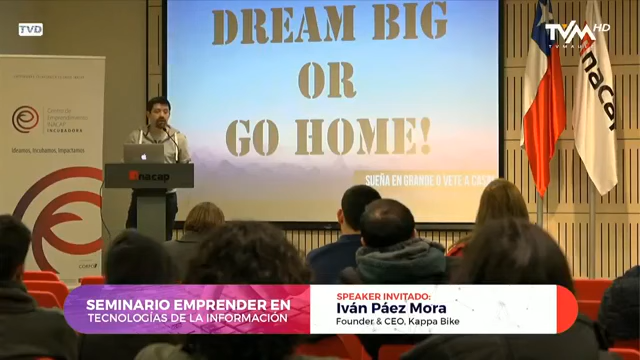 TVD
TVM HD
DREAM BIG
OR
GO HOME!
SUEÑA EN GRANDE O VETE A CASA
Centro de
Emprendimiento
INACAP
INCUBADORA
Ideamos, Incubamos, Impactamos
inacap
inacap
SEMINARIO EMPRENDER EN
TECNOLOGÍAS DE LA INFORMACIÓN
SPEAKER INVITADO:
Iván Páez Mora
Founder & CEO, Kappa Bike